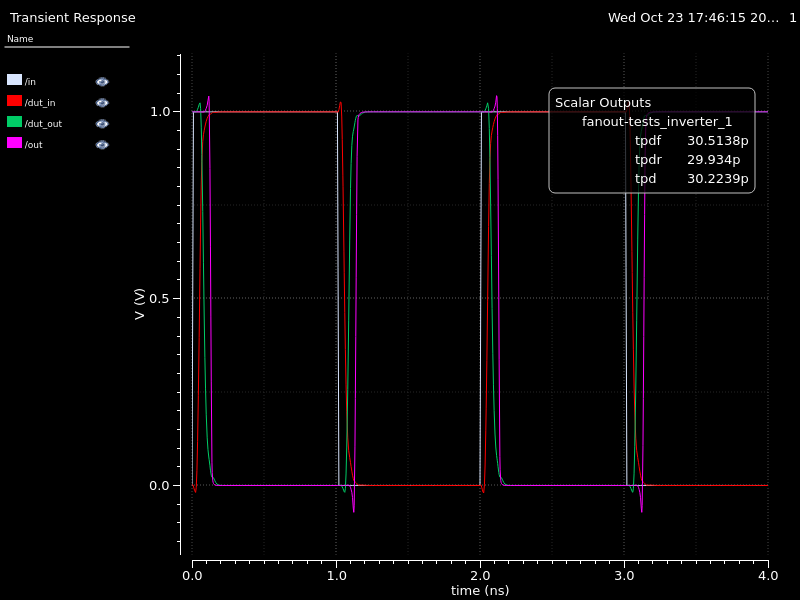 Transient Response
Wed Oct 23 17:46:15 20... 1
Name
/in
/dut_in
/dut_out
/out
Scalar Outputs
fanout-tests_inverter_1
tpdf 30.5138p
tpdr 29.934p
tpd 30.2239p
V (V)
1.0
0.5
0.0
0.0 1.0 2.0 3.0 4.0
time (ns)